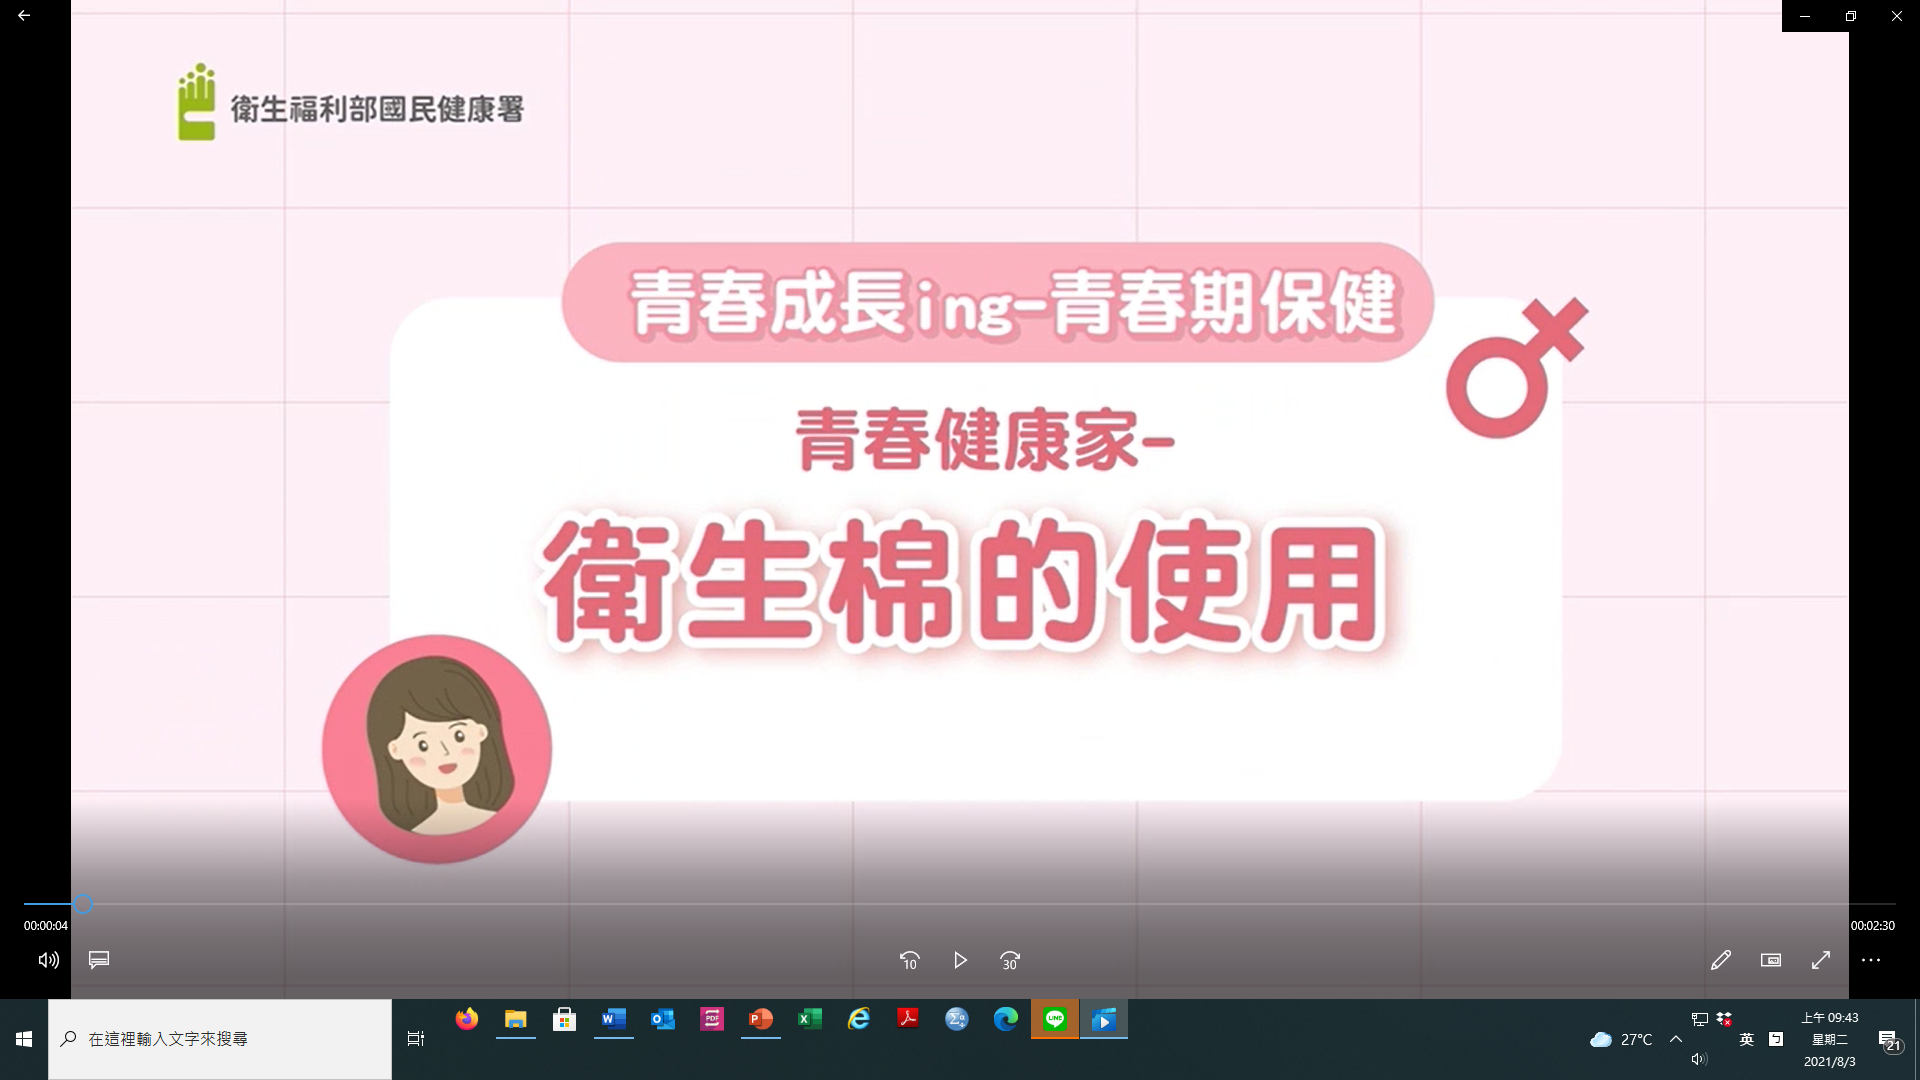 衛生福利部國民健康署
青春成長ing-青春期保健
青春健康家-
衛生棉的使用
00:00:04
00:02:30
10
30
在這裡輸入文字來搜尋
27°C
英
上午 09:43
星期二
2021/8/3
21